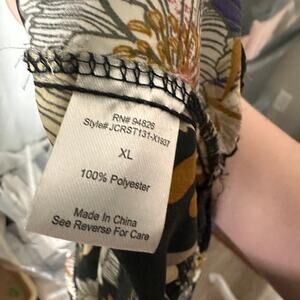 RN# 94826
Style# JCRST131-X1937
XL
100% Polyester
Made In China
See Reverse For Care